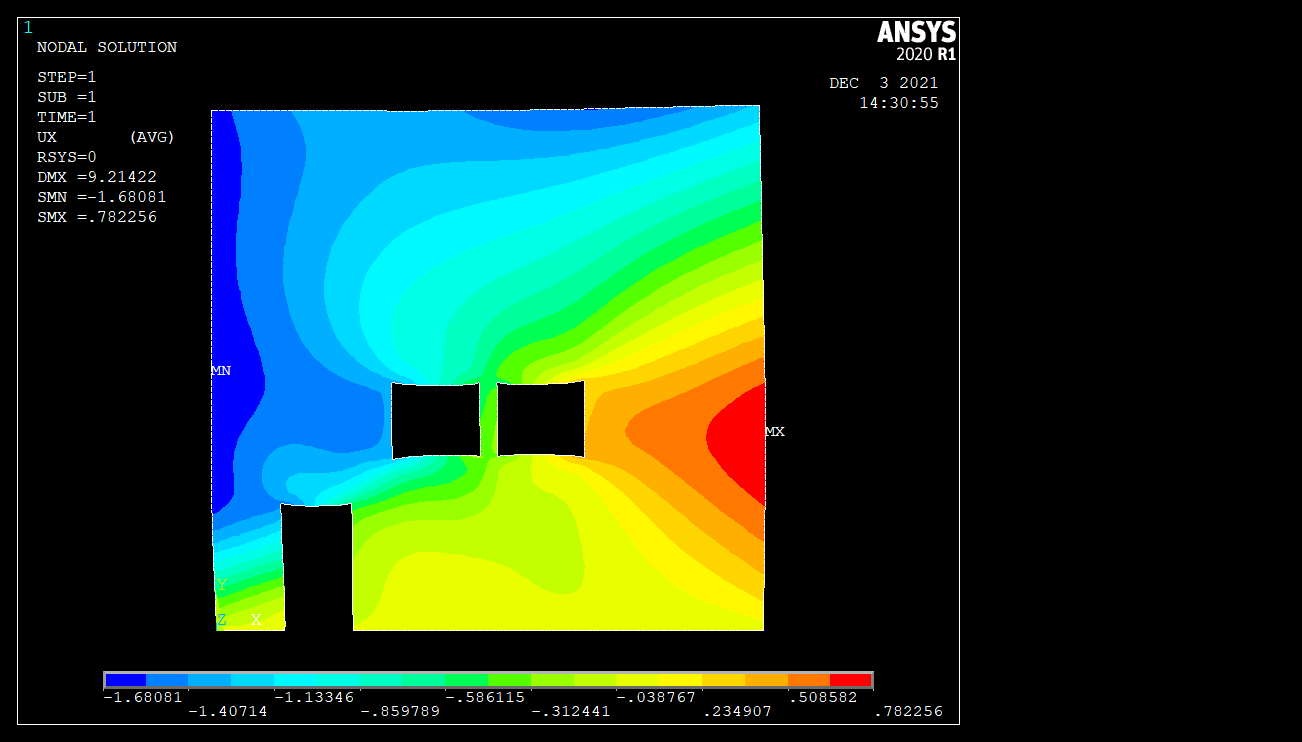 1
NODAL SOLUTION
STEP=1
SUB =1
TIME=1
UX (AVG)
RSYS=0
DMX =9.21422
SMN =-1.68081
SMX =.782256
ANSYS
2020 R1
DEC 3 2021
14:30:55
MN
MX
Y
Z X
-1.68081 -1.13346 -.586115 -.038767 .508582
-1.40714 -.859789 -.312441 .234907 .782256